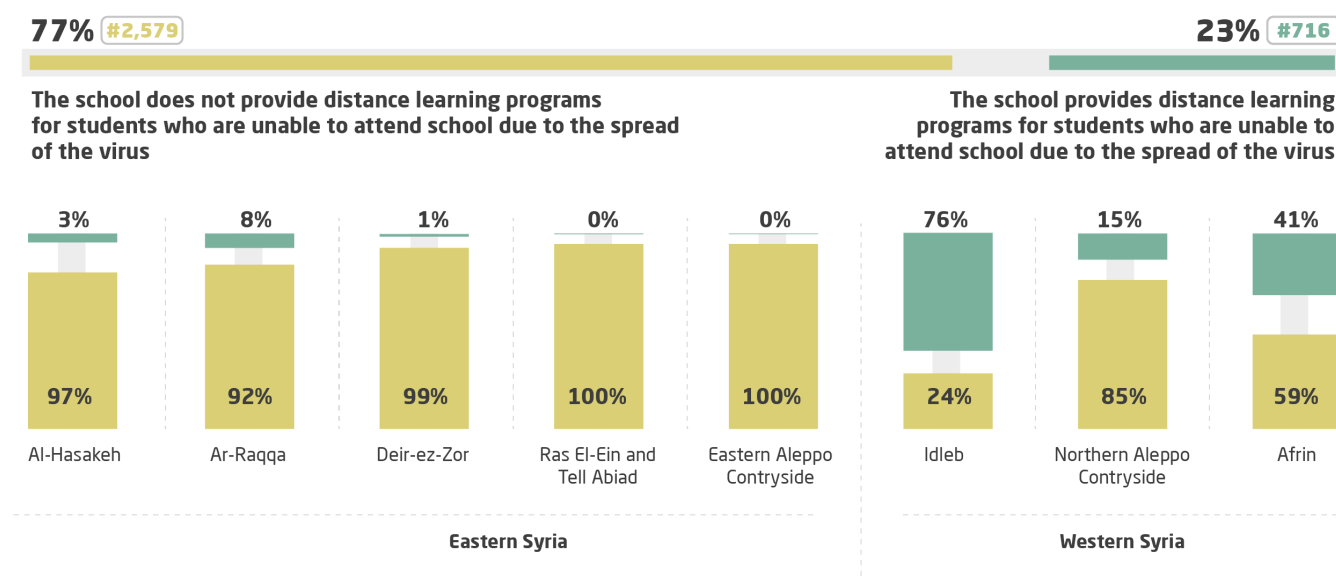 77% #2,579
23% #716
The school does not provide distance learning programs
for students who are unable to attend school due to the spread
of the virus
The school provides distance learning
programs for students who are unable to
attend school due to the spread of the virus
3% 8% 1% 0% 0% 76% 15% 41%
97% 92% 99% 100% 100% 24% 85% 59%
Al-Hasakeh
Ar-Raqqa
Deir-ez-Zor
Ras El-Ein and
Tell Abiad
Eastern Aleppo
Contryside
Idleb
Northern Aleppo
Contryside
Afrin
Eastern Syria
Western Syria